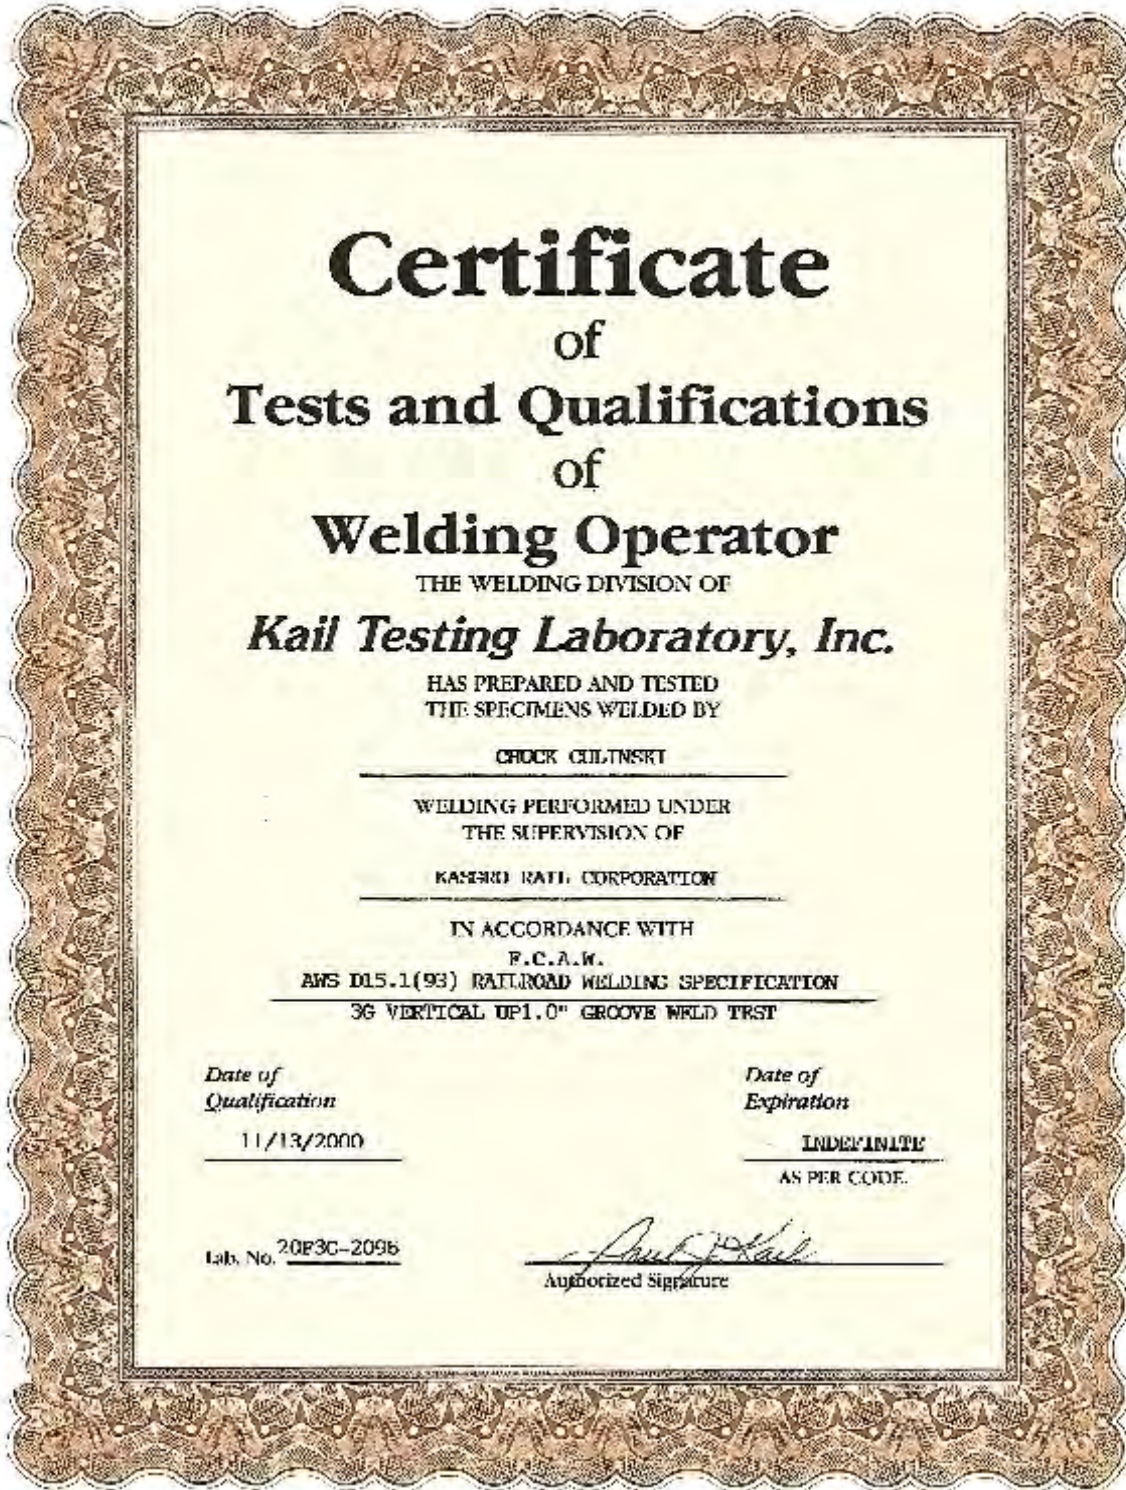 Certificate
of
Tests and Qualifications
of
Welding Operator
THE WELDING DIVISION OF
Kail Testing Laboratory, Inc.
HAS PREPARED AND TESTED
THE SPECIMENS WELDED BY
CHUCK CULINSKI
WELDING PERFORMED UNDER
THE SUPERVISION OF
KASGRO RAIL CORPORATION
IN ACCORDANCE WITH
F.C.A.W.
AWS D15.1(93) RAILROAD WELDING SPECIFICATION
3G VERTICAL UP1.0" GROOVE WELD TEST
Date of
Qualification
Date of
Expiration
11/13/2000
INDEFINITE
AS PER CODE
Lab. No. 20F3C-2096
Authorized Signature